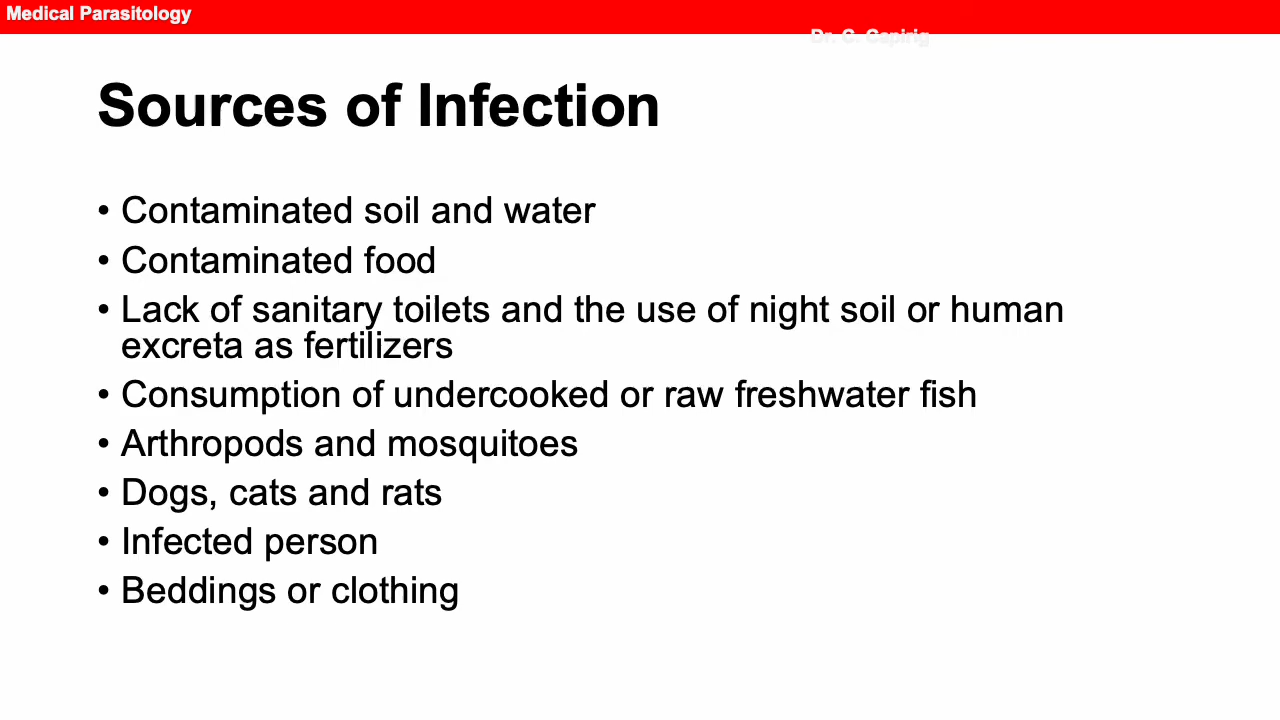 Medical Parasitology
Dr. C. Capirig
Sources of Infection
• Contaminated soil and water
• Contaminated food
• Lack of sanitary toilets and the use of night soil or human
excreta as fertilizers
• Consumption of undercooked or raw freshwater fish
• Arthropods and mosquitoes
• Dogs, cats and rats
• Infected person
• Beddings or clothing